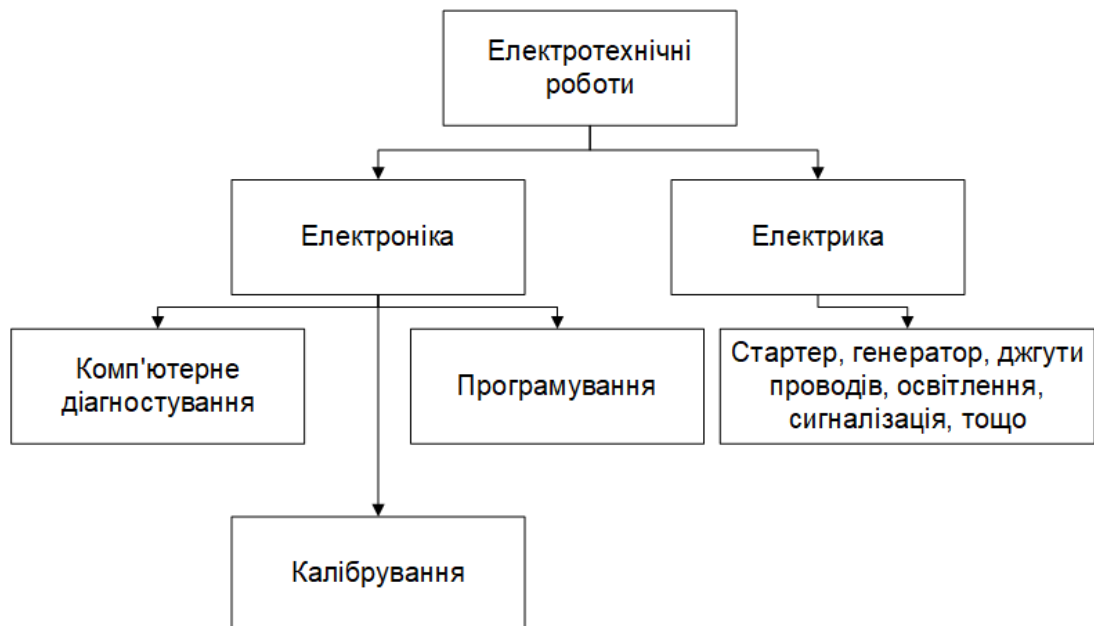 Електротехнічні
роботи
Електроніка
Електрика
Комп'ютерне
діагностування
Програмування
Стартер, генератор, джгути
проводів, освітлення,
сигналізація, тощо
Калібрування